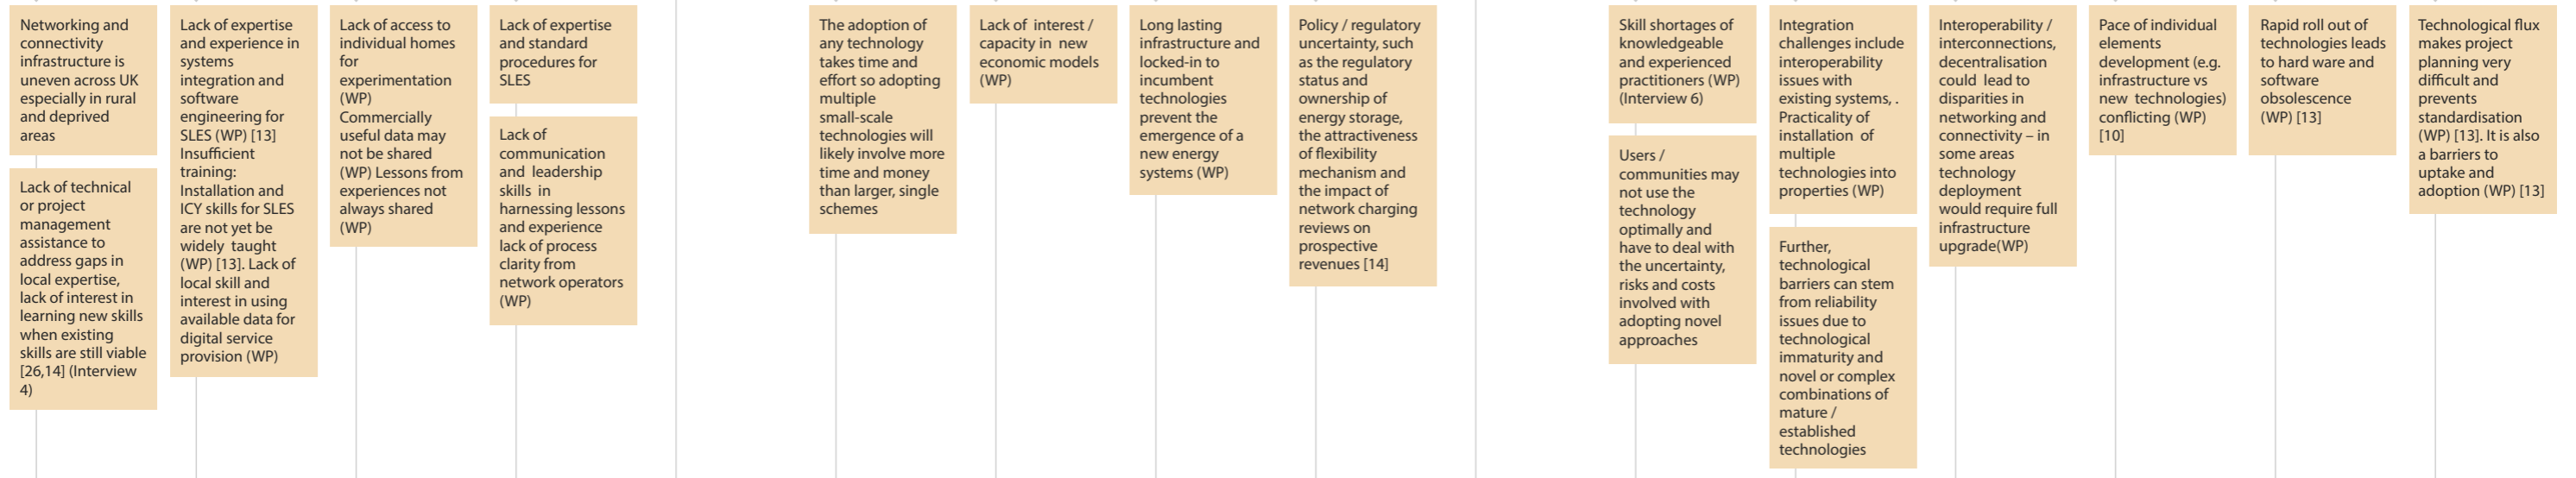 Networking and
connectivity
infrastructure is
uneven across UK
especially in rural
and deprived
areas
Lack of technical
or project
management
assistance to
address gaps in
local expertise,
lack of interest in
learning new skills
when existing
skills are still viable
[26,14] (Interview
4)
Lack of expertise
and experience in
systems
integration and
software
engineering for
SLES (WP) [13]
Insufficient
training:
Installation and
ICY skills for SLES
are not yet be
widely taught
(WP) [13]. Lack of
local skill and
interest in using
available data for
digital service
provision (WP)
Lack of access to
individual homes
for
experimentation
(WP)
Commercially
useful data may
not be shared
(WP) Lessons from
experiences not
always shared
(WP)
Lack of expertise
and standard
procedures for
SLES
Lack of
communication
and leadership
skills in
harnessing lessons
and experience
lack of process
clarity from
network operators
(WP)
The adoption of
any technology
takes time and
effort so adopting
multiple
small-scale
technologies will
likely involve more
time and money
than larger, single
schemes
Lack of interest /
capacity in new
economic models
(WP)
Long lasting
infrastructure and
locked-in to
incumbent
technologies
prevent the
emergence of a
new energy
systems (WP)
Policy / regulatory
uncertainty, such
as the regulatory
status and
ownership of
energy storage,
the attractiveness
of flexibility
mechanism and
the impact of
network charging
reviews on
prospective
revenues [14]
Skill shortages of
knowledgeable
and experienced
practitioners (WP)
(Interview 6)
Users /
communities may
not use the
technology
optimally and
have to deal with
the uncertainty,
risks and costs
involved with
adopting novel
approaches
Integration
challenges include
interoperability
issues with
existing systems, .
Practicality of
installation of
multiple
technologies into
properties (WP)
Further,
technological
barriers can stem
from reliability
issues due to
technological
immaturity and
novel or complex
combinations of
mature /
established
technologies
Interoperability /
interconnections,
decentralisation
could lead to
disparities in
networking and
connectivity – in
some areas
technology
deployment
would require full
infrastructure
upgrade(WP)
Pace of individual
elements
development (e.g.
infrastructure vs
new technologies)
conflicting (WP)
[10]
Rapid roll out of
technologies leads
to hard ware and
software
obsolescence
(WP) [13]
Technological flux
makes project
planning very
difficult and
prevents
standardisation
(WP) [13]. It is also
a barriers to
uptake and
adoption (WP) [13]